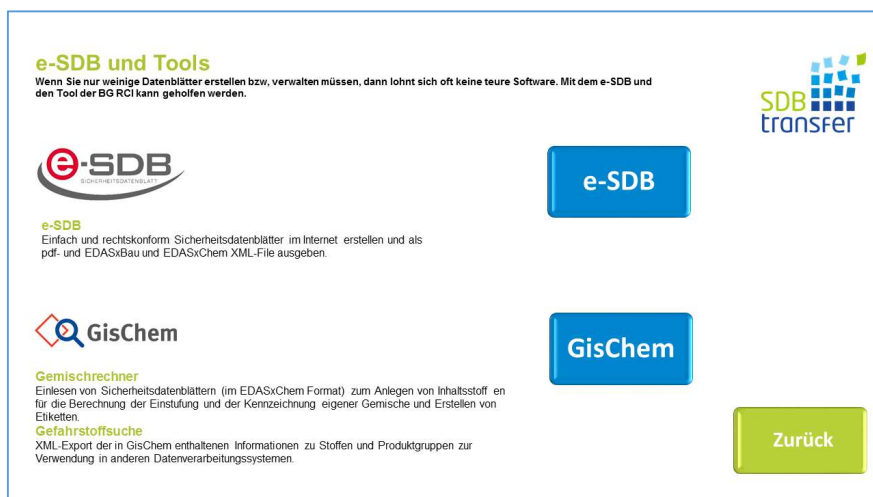 e-SDB und Tools
Wenn Sie nur weinige Datenblätter erstellen bzw, verwalten müssen, dann lohnt sich oft keine teure Software. Mit dem e-SDB und
den Tool der BG RCI kann geholfen werden.
SDB
transfer
e-SDB
SICHERHEITSDATENBLATT
e-SDB
e-SDB
Einfach und rechtskonform Sicherheitsdatenblätter im Internet erstellen und als
pdf- und EDASxBau und EDASxChem XML-File ausgeben.
GisChem
GisChem
Gemischrechner
Einlesen von Sicherheitsdatenblättern (im EDASxChem Format) zum Anlegen von Inhaltsstoff en
für die Berechnung der Einstufung und der Kennzeichnung eigener Gemische und Erstellen von
Etiketten.
Gefahrstoffsuche
XML-Export der in GisChem enthaltenen Informationen zu Stoffen und Produktgruppen zur
Verwendung in anderen Datenverarbeitungssystemen.
Zurück